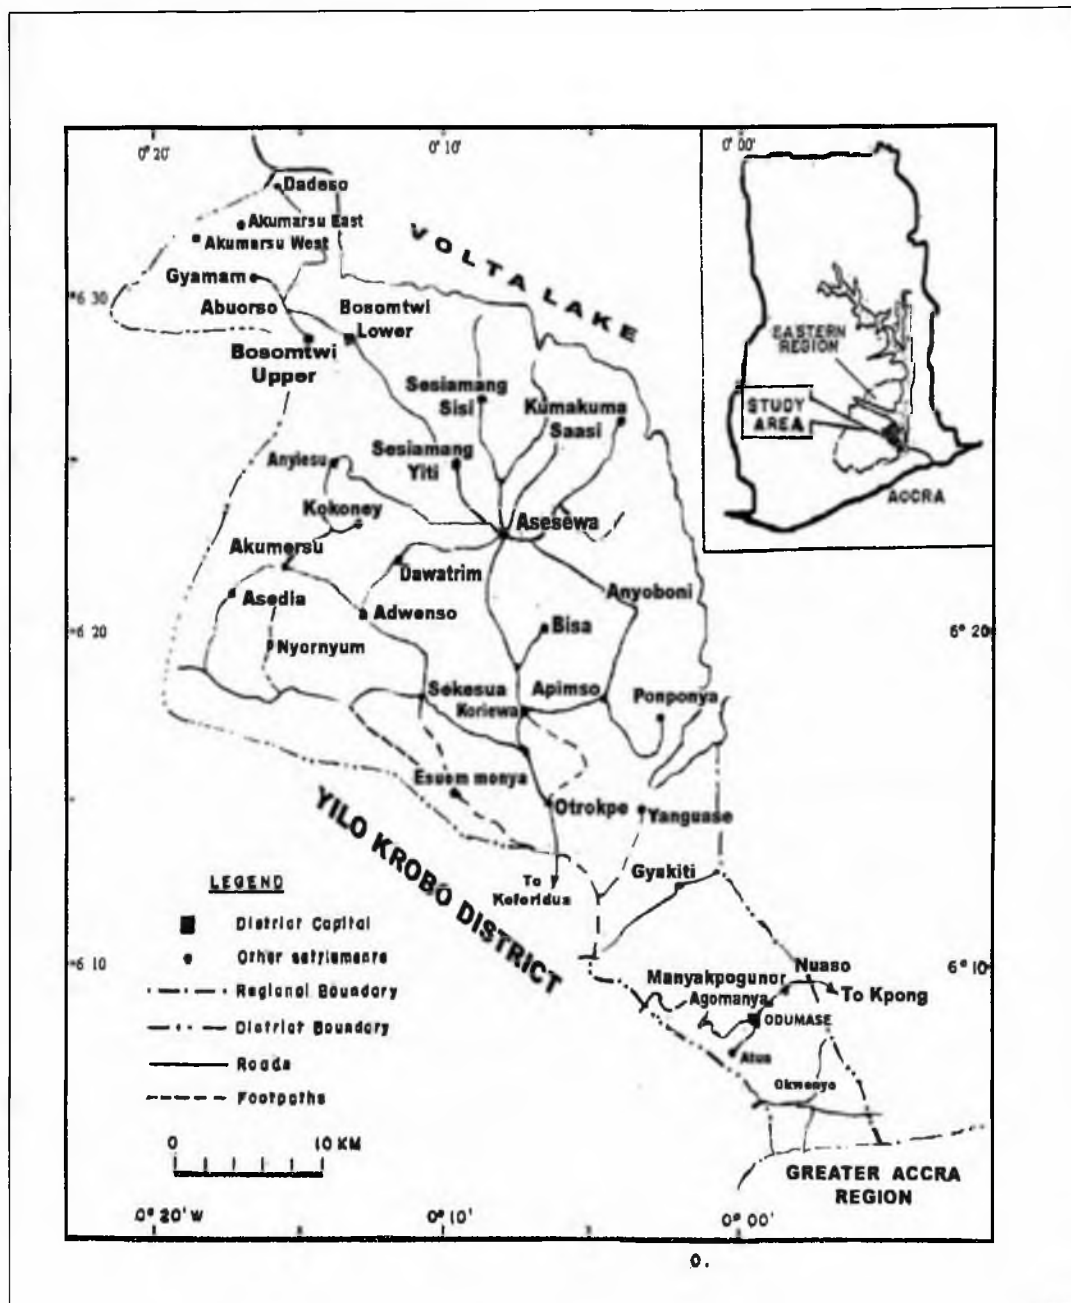 0° 20'
0° 10'
0° 00'
Dadeso
Akumarsu East
Akumarsu West
Gyamam
Abuorso
Bosomtwi
Lower
Bosomtwi
Upper
VOLTA LAKE
6 30
EASTERN
REGION
STUDY
AREA
ACCRA
Sesiamang
Sisi
Kumakuma
Saasi
Sesiamang
Yiti
Anylesu
Kokoney
Asesewa
Akumersu
Dawatrim
Anyoboni
Asedia
Adwenso
Bisa
6 20
6° 20
Nyornyum
Sekesua
Apimso
Ponponya
Koriewa
Esuom monya
Otrokpe
Yanguase
YILO KROBO DISTRICT
To
Koforidua
Gyakiti
LEGEND
District Capital
Other settlements
Regional Boundary
District Boundary
Roads
Footpaths
6 10
6° 10
Nuaso
Manyakpogunor
Agomanya
To Kpong
ODUMASE
Atua
Okwenyo
0 10 KM
GREATER ACCRA
REGION
0° 20' W
0° 10'
0° 00'
0.